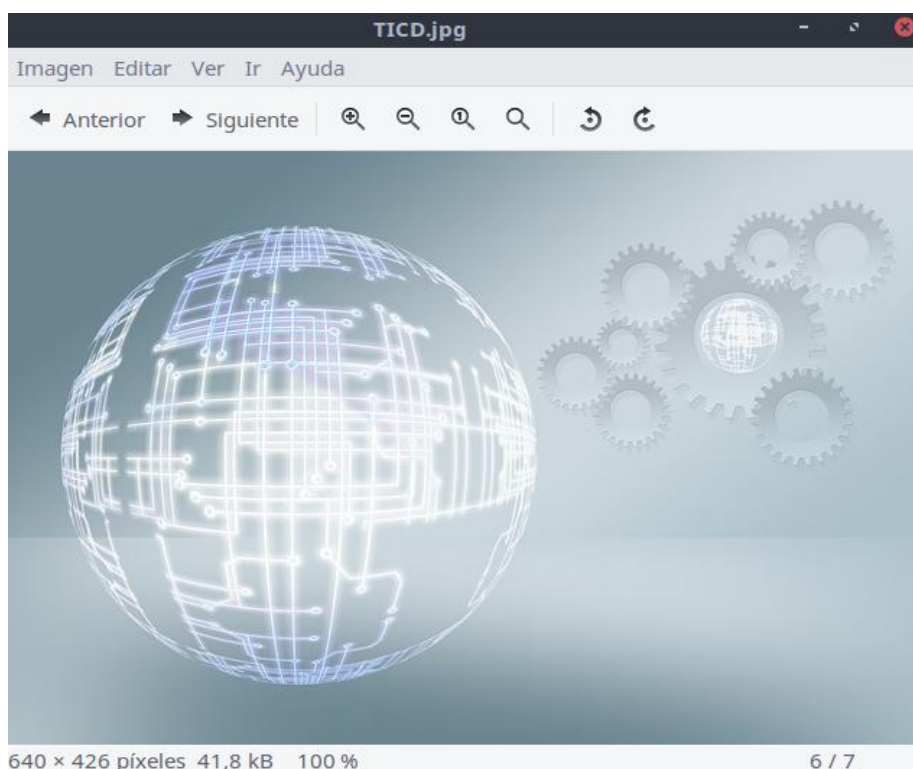 TICD.jpg
Imagen Editar Ver Ir Ayuda
Anterior Siguiente
640 × 426 píxeles 41,8 kB 100 % 6 / 7